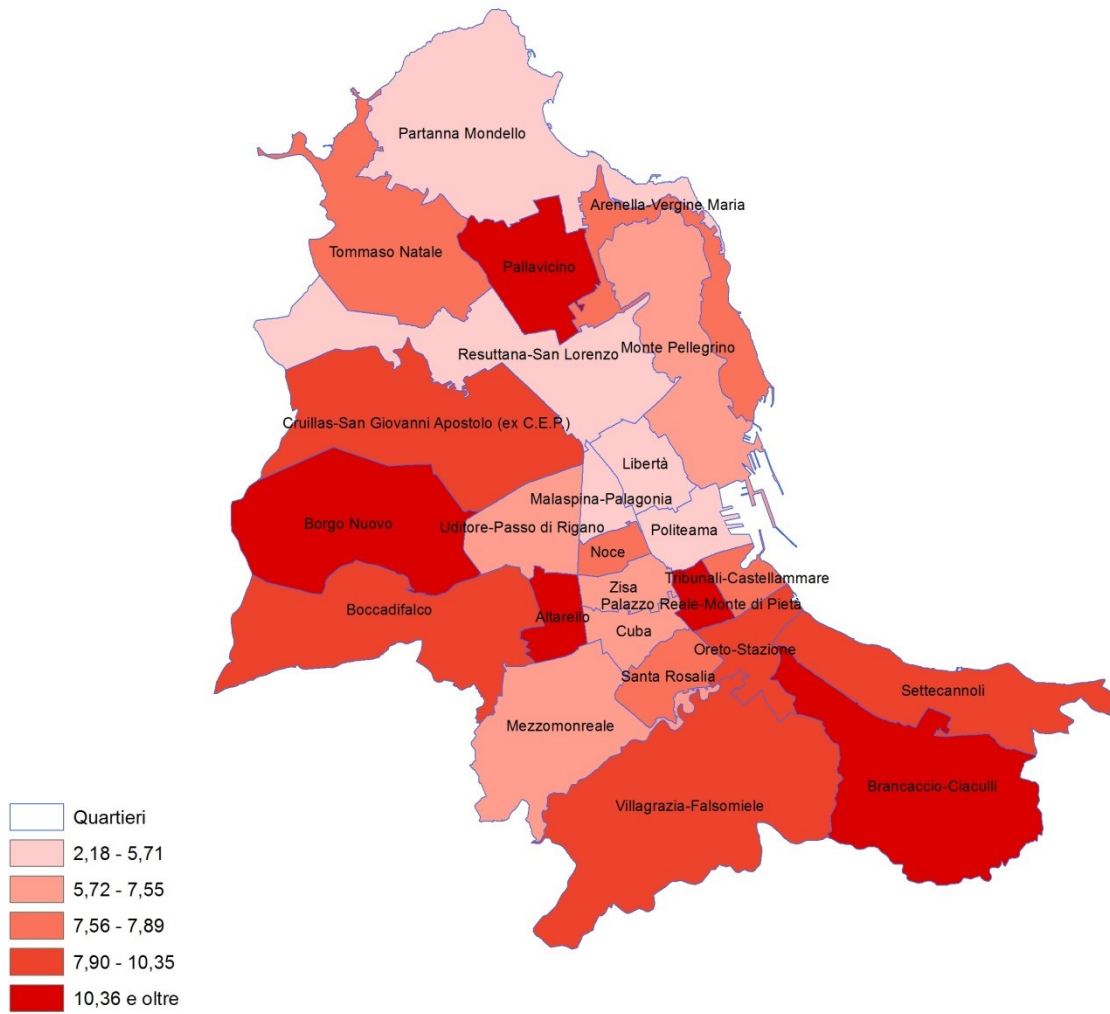 Partanna Mondello
Arenella-Vergine Maria
Tommaso Natale
Pallavicino
Resuttana-San Lorenzo
Monte Pellegrino
Cruillas-San Giovanni Apostolo (ex C.E.P.)
Libertà
Malaspina-Palagonia
Borgo Nuovo
Uditore-Passo di Rigano
Politeama
Noce
Tribunali-Castellammare
Zisa
Palazzo Reale-Monte di Pietà
Boccadifalco
Altarello
Cuba
Oreto-Stazione
Santa Rosalia
Settecannoli
Mezzomonreale
Brancaccio-Ciaculli
Villagrazia-Falsomiele
Quartieri
2,18 - 5,71
5,72 - 7,55
7,56 - 7,89
7,90 - 10,35
10,36 e oltre